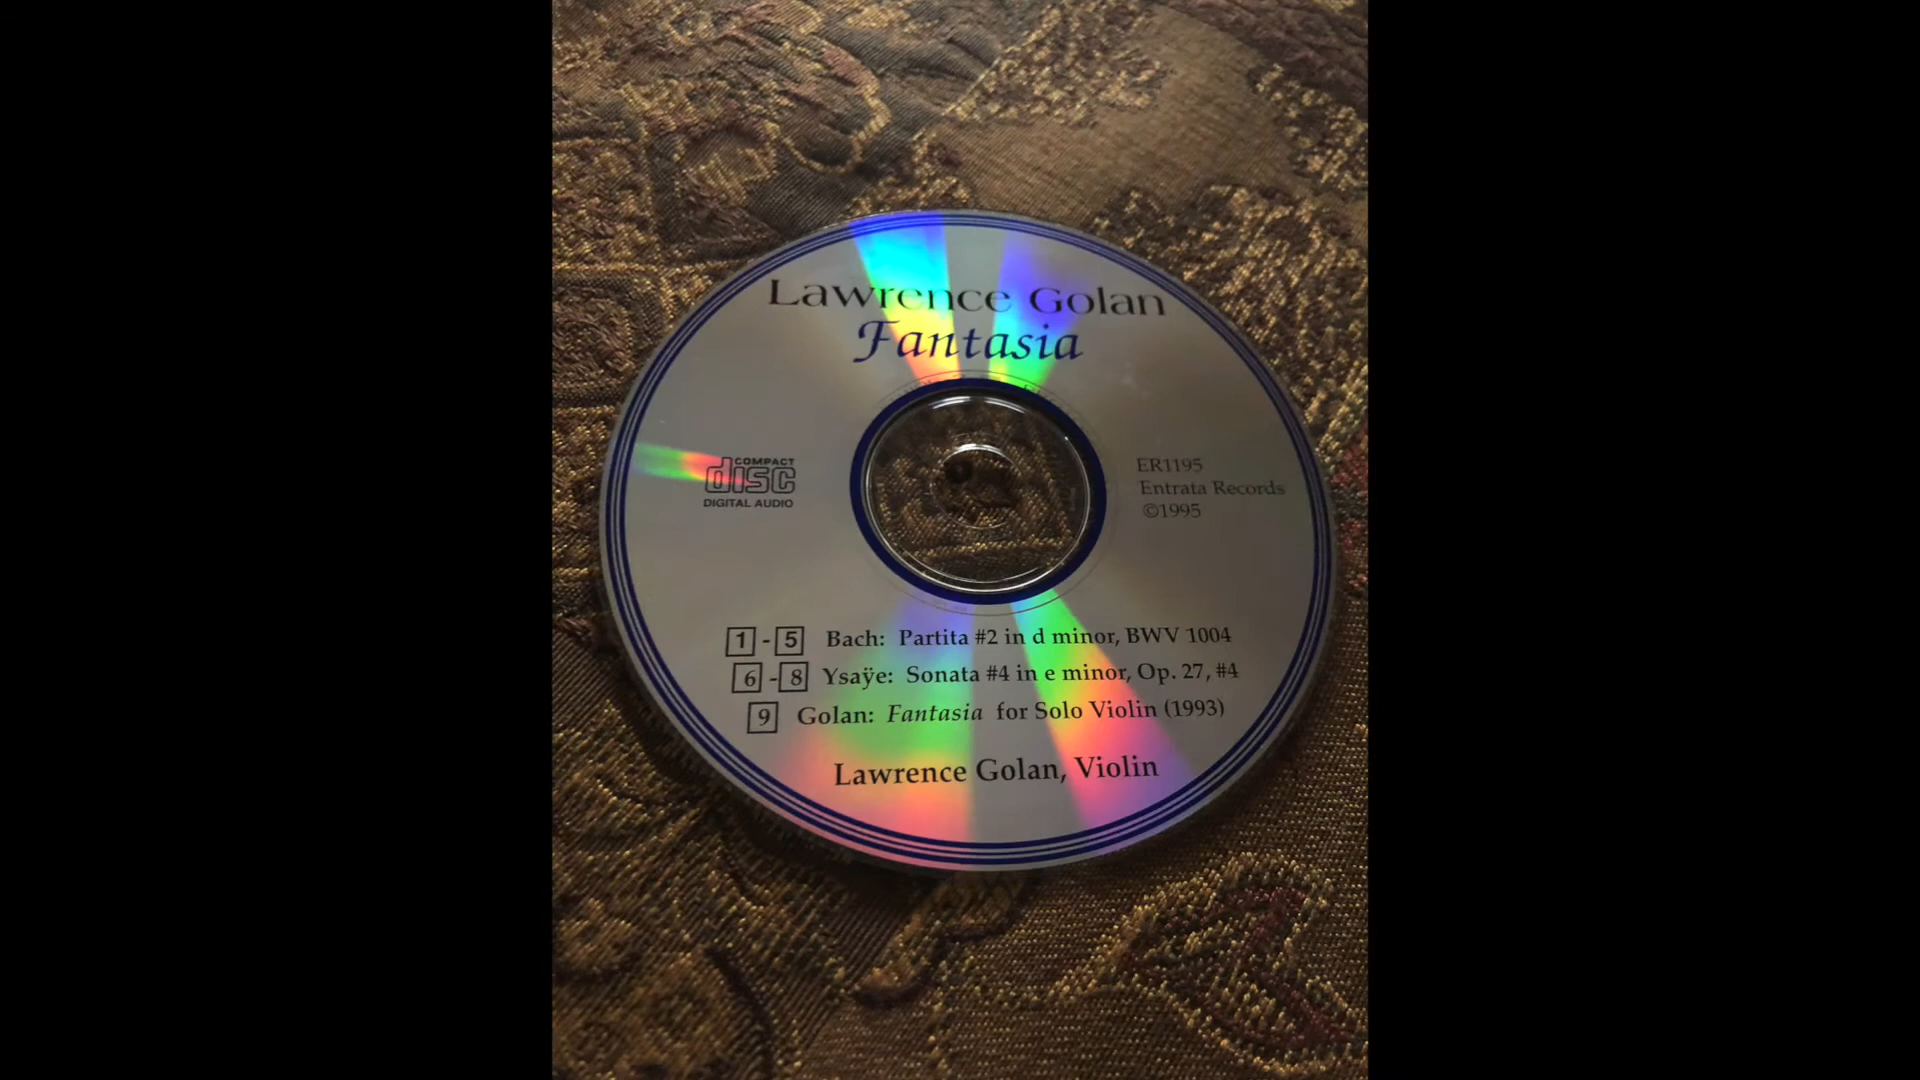 Lawrence Golan
Fantasia
COMPACT
disc
DIGITAL AUDIO
ER1195
Entrata Records
©1995
1 - 5 Bach: Partita #2 in d minor, BWV 1004
6 - 8 Ysaÿe: Sonata #4 in e minor, Op. 27, #4
9 Golan: Fantasia for Solo Violin (1993)
Lawrence Golan, Violin